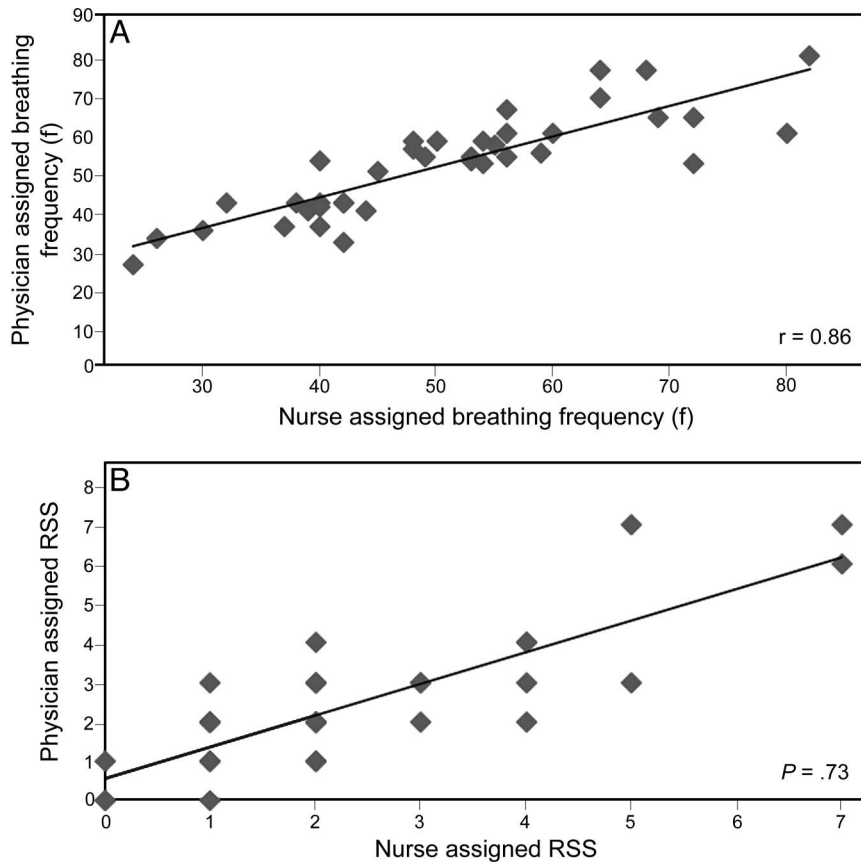 A
90
80
70
60
50
40
30
20
10
0
Physician assigned breathing
frequency (f)
r = 0.86
30 40 50 60 70 80
Nurse assigned breathing frequency (f)
B
8
7
6
5
4
3
2
1
0
Physician assigned RSS
P = .73
0 1 2 3 4 5 6 7
Nurse assigned RSS